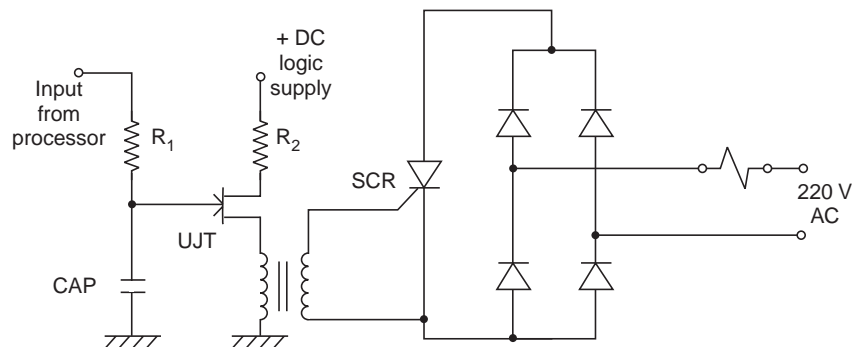 Input
from
processor
+ DC
logic
supply
R1
R2
SCR
220 V
AC
UJT
CAP